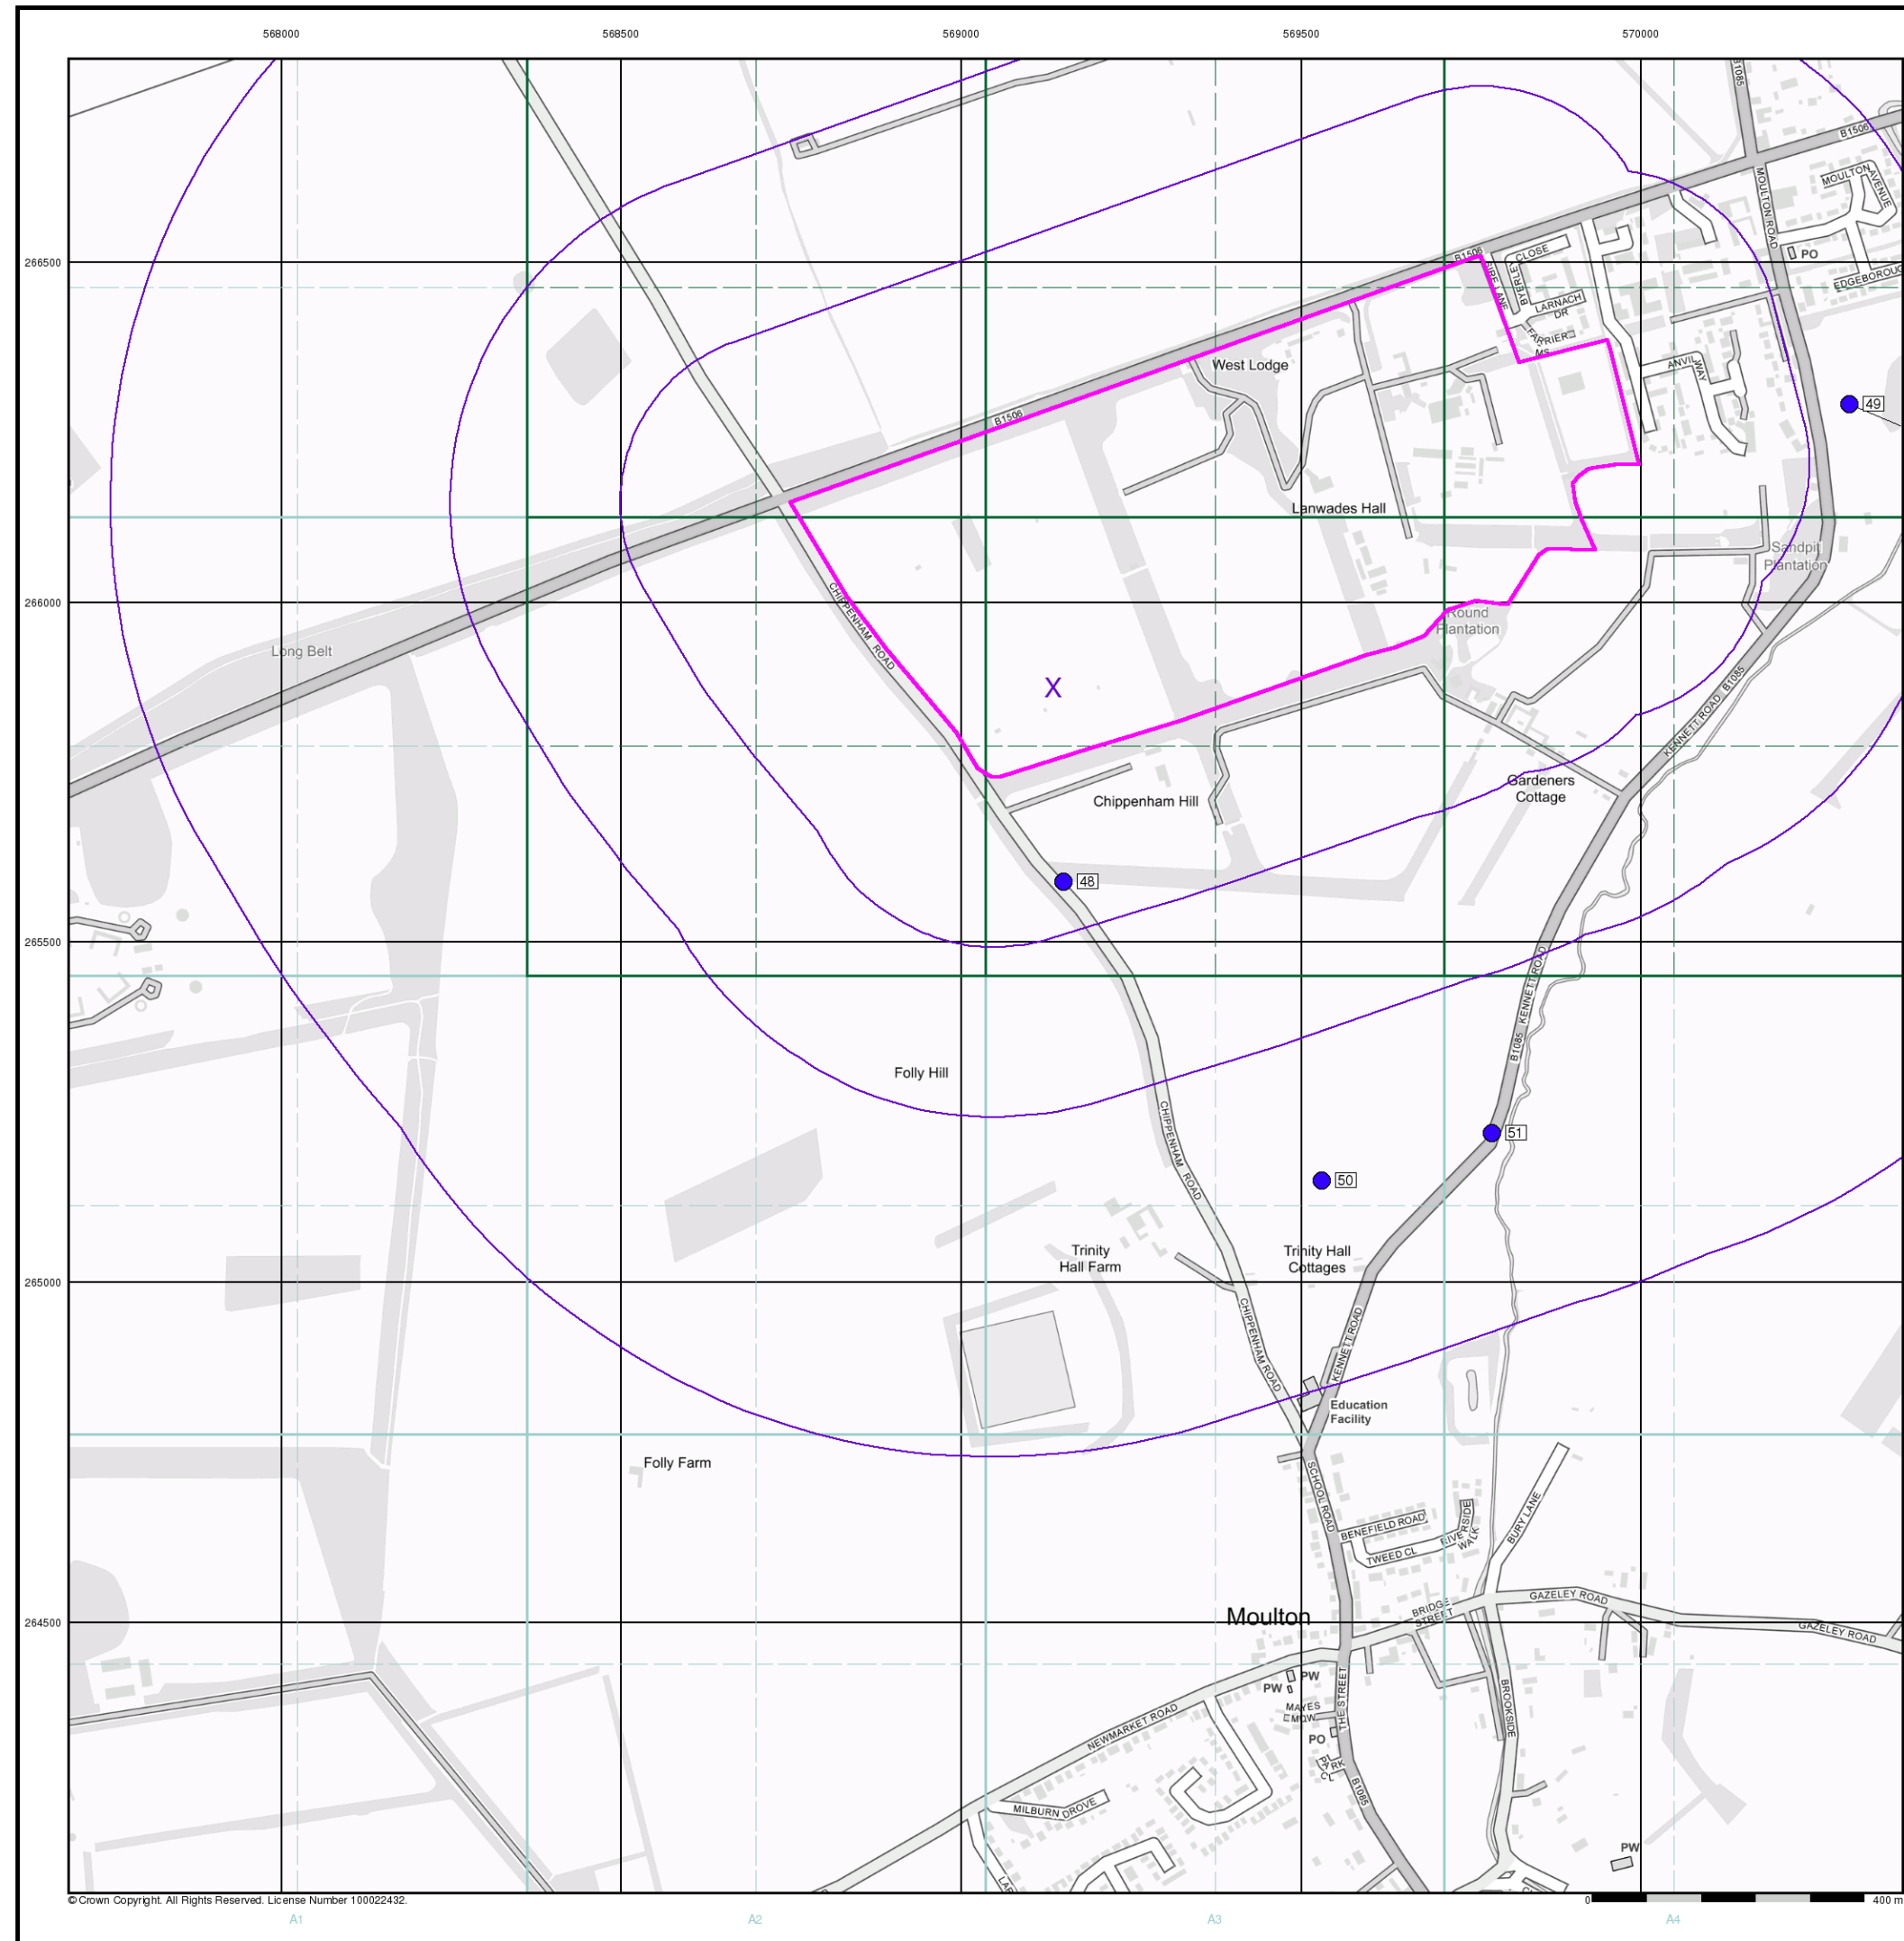 568000
568500
569000
569500
570000
B1085
B1506
MOULTON
AVENUE
MOULTON ROAD
266500
B1506
SIRE LANE
CLOSE
BYERLEY
PO
EDGEBOROUG
LARNACH
DR
FARRIER
MS
West Lodge
ANVIL
WAY
B1506
49
Lanwades Hall
Sandpit
Plantation
266000
CHIPPENHAM ROAD
Round
Plantation
Long Belt
X
KENNETT ROAD B1085
Gardeners
Cottage
Chippenham Hill
48
265500
B1085 KENNETT ROAD
Folly Hill
CHIPPENHAM ROAD
51
50
Trinity
Hall Farm
Trinity Hall
Cottages
265000
CHIPPENHAM ROAD
KENNETT ROAD
Education
Facility
Folly Farm
SCHOOL ROAD
BENEFIELD ROAD
RIVERSIDE
WALK
TWEED CL
BURY LANE
GAZELEY ROAD
BRIDGE
STREET
Moulton
264500
GAZELEY ROAD
PW
PW
MAYES
MDW
THE STREET
BROOKSIDE
NEWMARKET ROAD
PO
PARK
CL
B1085
MILBURN DROVE
PW
© Crown Copyright. All Rights Reserved. License Number 100022432.
0
400 m
A1
A2
A3
A4